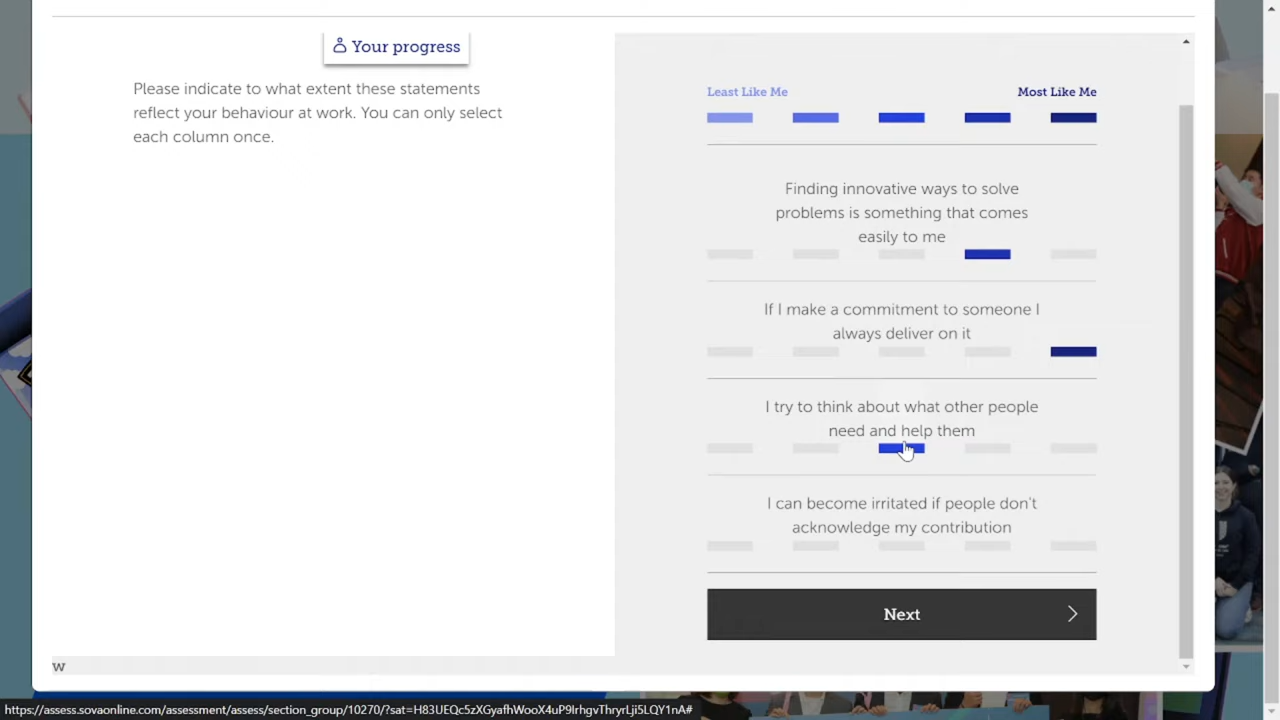 Your progress
Please indicate to what extent these statements
reflect your behaviour at work. You can only select
each column once.
Least Like Me
Most Like Me
Finding innovative ways to solve
problems is something that comes
easily to me
If I make a commitment to someone I
always deliver on it
I try to think about what other people
need and help them
I can become irritated if people don't
acknowledge my contribution
Next
w
https://assess.sovaonline.com/assessment/assess/section_group/10270/?sat=H83UEQc5zXGyafhWooX4uP9IrhgvThryrLji5LQY1nA#